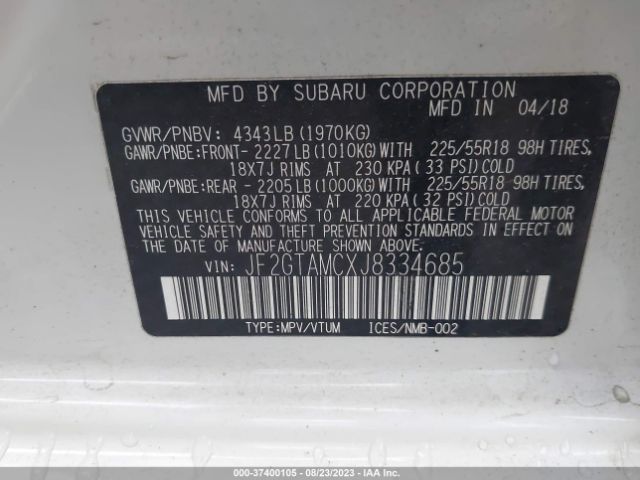 MFD BY SUBARU CORPORATION
MFD IN 04/18
GVWR/PNBV: 4343LB (1970KG)
GAWR/PNBE:FRONT- 2227LB (1010KG)WITH 225/55R18 98H TIRES,
18X7J RIMS AT 230 KPA (33 PSI)COLD
GAWR/PNBE:REAR - 2205LB (1000KG)WITH 225/55R18 98H TIRES,
18X7J RIMS AT 220 KPA (32 PSI)COLD
THIS VEHICLE CONFORMS TO ALL APPLICABLE FEDERAL MOTOR
VEHICLE SAFETY AND THEFT PREVENTION STANDARDS IN EFFECT ON
THE DATE OF MANUFACTURE SHOWN ABOVE.
VIN: JF2GTAMCXJ8334685
TYPE:MPV/VTUM ICES/NMB-002
000-37400105 - 08/23/2023 - IAAI.COM